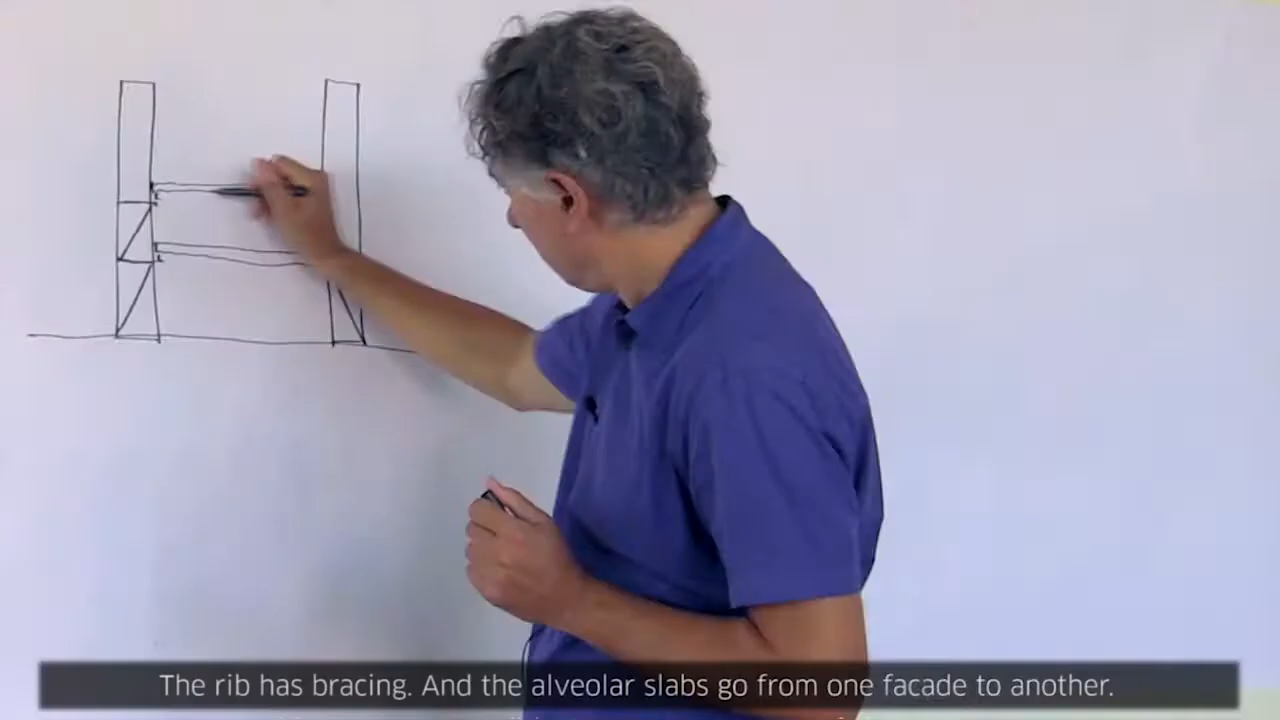 The rib has bracing. And the alveolar slabs go from one facade to another.